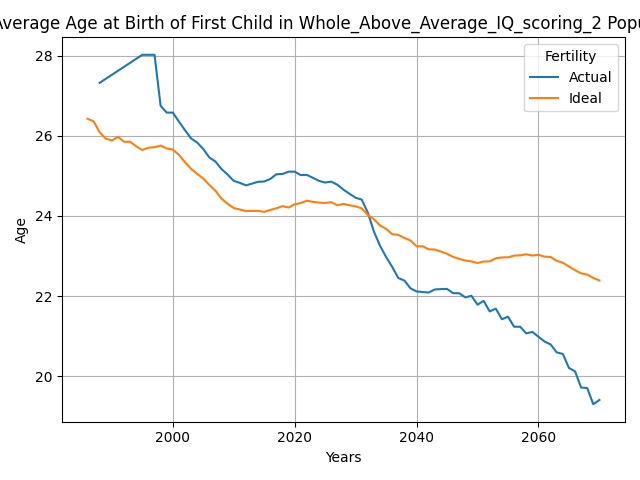 Average Age at Birth of First Child in Whole_Above_Average_IQ_scoring_2
Fertility
Actual
Ideal
Age
28
26
24
22
20
2000
2020
2040
2060
Years